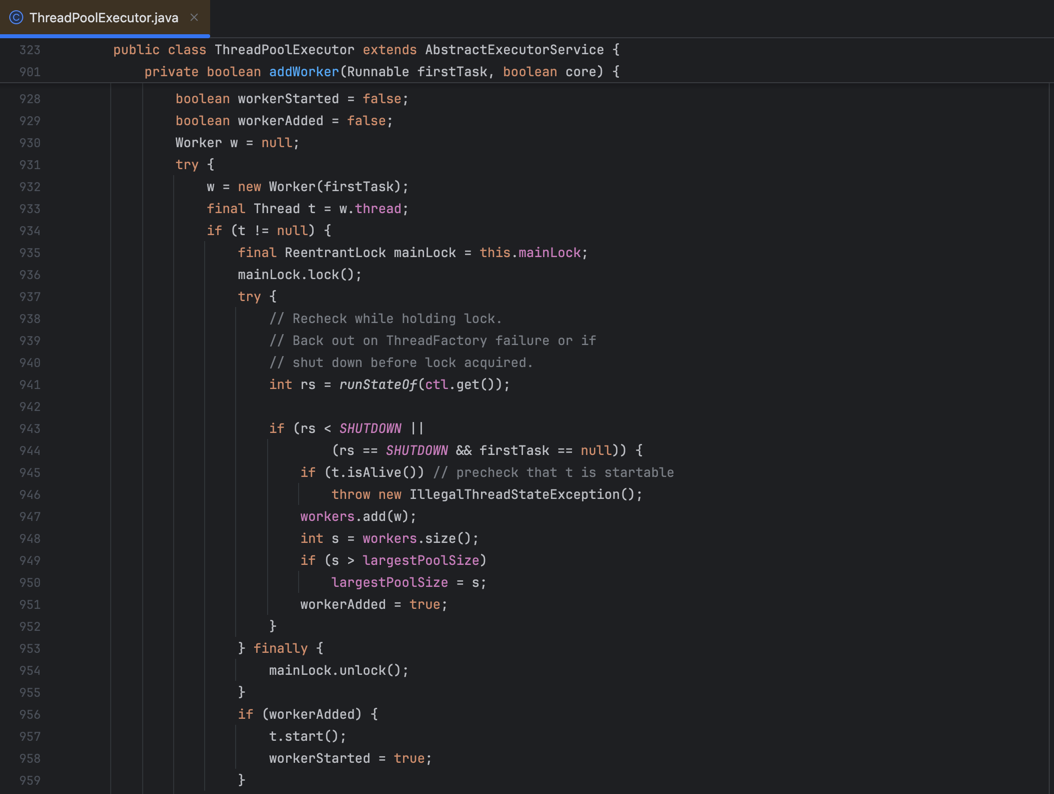 ThreadPoolExecutor.java
323 public class ThreadPoolExecutor extends AbstractExecutorService {
901 private boolean addWorker(Runnable firstTask, boolean core) {
928 boolean workerStarted = false;
929 boolean workerAdded = false;
930 Worker w = null;
931 try {
932 w = new Worker(firstTask);
933 final Thread t = w.thread;
934 if (t != null) {
935 final ReentrantLock mainLock = this.mainLock;
936 mainLock.lock();
937 try {
938 // Recheck while holding lock.
939 // Back out on ThreadFactory failure or if
940 // shut down before lock acquired.
941 int rs = runStateOf(ctl.get());
942
943 if (rs < SHUTDOWN ||
944 (rs == SHUTDOWN && firstTask == null)) {
945 if (t.isAlive()) // precheck that t is startable
946 throw new IllegalThreadStateException();
947 workers.add(w);
948 int s = workers.size();
949 if (s > largestPoolSize)
950 largestPoolSize = s;
951 workerAdded = true;
952 }
953 } finally {
954 mainLock.unlock();
955 }
956 if (workerAdded) {
957 t.start();
958 workerStarted = true;
959 }